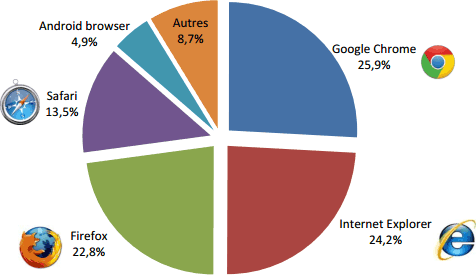 Google Chrome
25,9%
Internet Explorer
24,2%
Firefox
22,8%
Safari
13,5%
Android browser
4,9%
Autres
8,7%